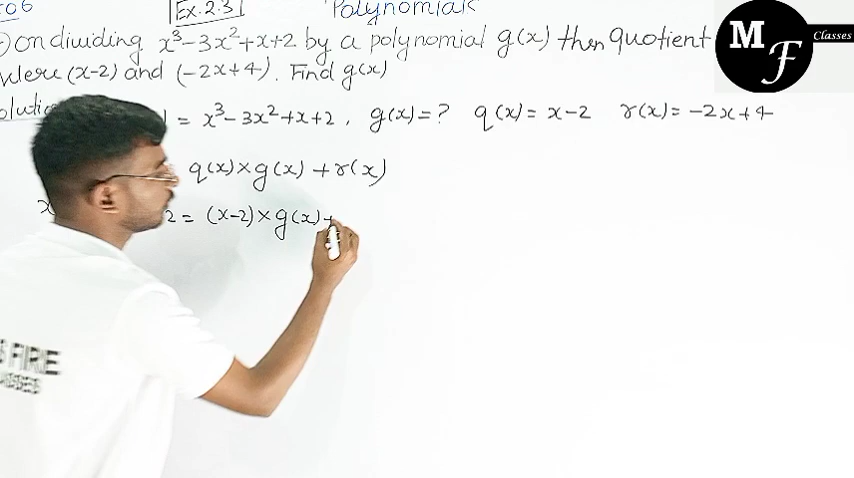 Ex. 2.3 Polynomials
on dividing x³-3x²+x+2 by a polynomial g(x) then quotient
were (x-2) and (-2x+4). Find g(x)
= x³-3x²+x+2, g(x)=? q(x)= x-2 r(x)= -2x+4
q(x)×g(x) + r(x)
2 = (x-2)×g(x)+
MF Classes
FIRE